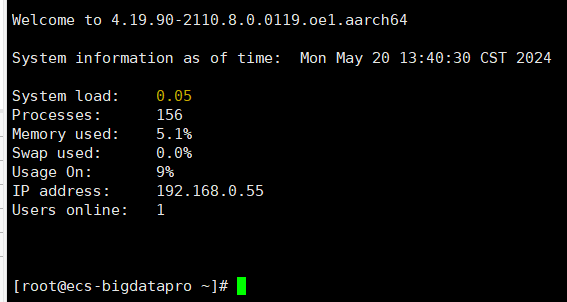 Welcome to 4.19.90-2110.8.0.0119.oe1.aarch64
System information as of time:  Mon May 20 13:40:30 CST 2024
System load:    0.05
Processes:      156
Memory used:    5.1%
Swap used:      0.0%
Usage On:       9%
IP address:     192.168.0.55
Users online:   1
[root@ecs-bigdatapro ~]#